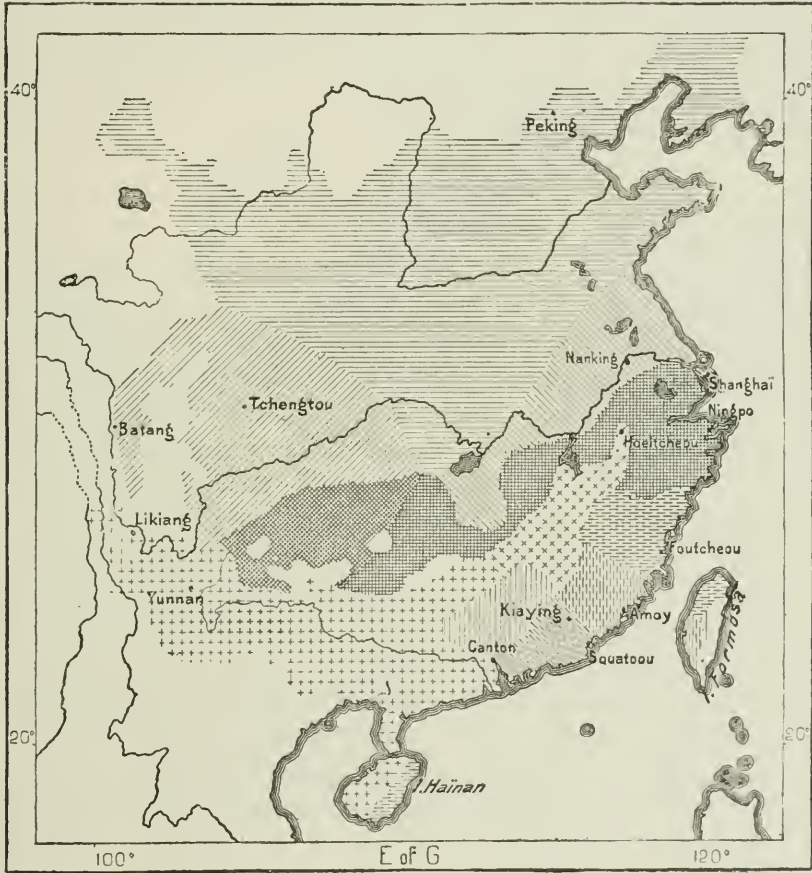 40°
40°
Peking
Nanking
Shanghaï
Tchengtou
Ningpo
Batang
Hoeïtcheou
Likiang
Foutcheou
Yunnan
Kiaying
Amoy
Canton
Squatoou
Formosa
20°
20°
I. Haïnan
100°
E of G
120°